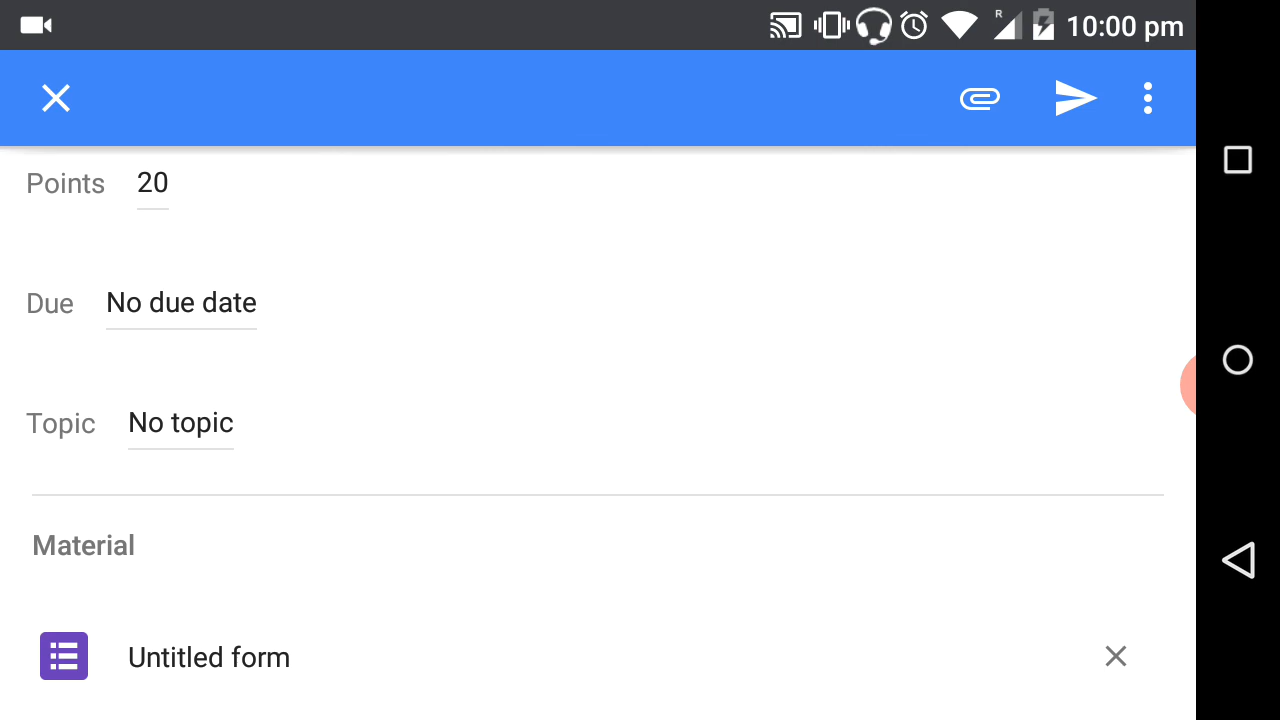 R 10:00 pm
Points 20
Due No due date
Topic No topic
Material
Untitled form